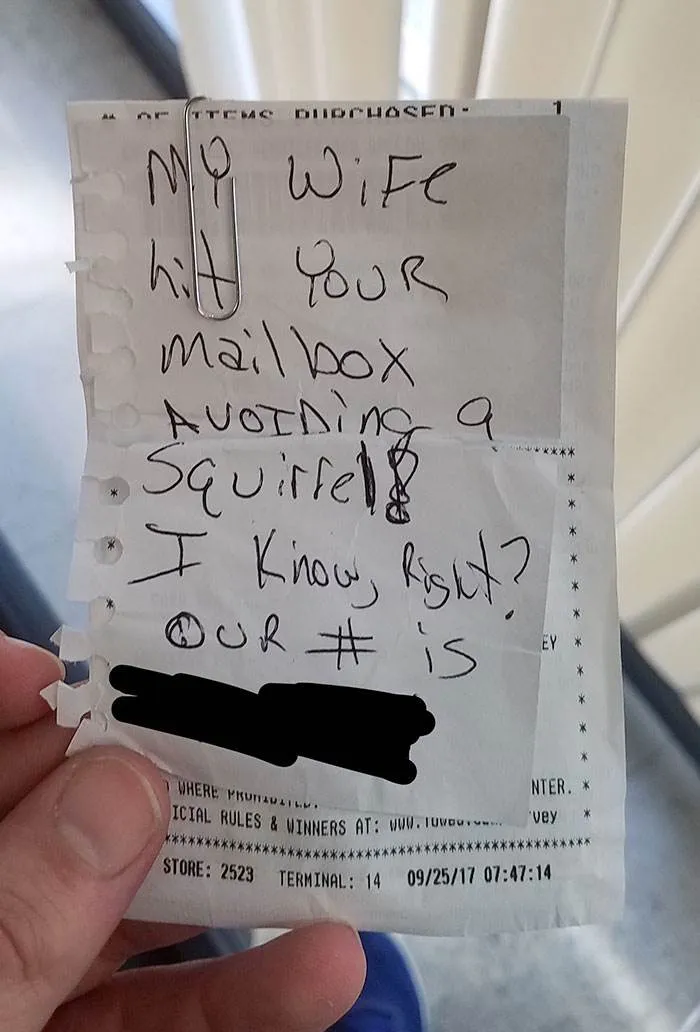 # OF ITEMS PURCHASED: 1
MY WiFe
hit YOUR
mailbox
AVOIDing a
Squirrel
***
*
*
*
*
I Know, Right?
OUR # is
EY *
*
*
*
*
WHERE PROHIBITED.
NTER. *
ICIAL RULES & WINNERS AT: www. vey *
****************************************
STORE: 2523 TERMINAL: 14 09/25/17 07:47:14